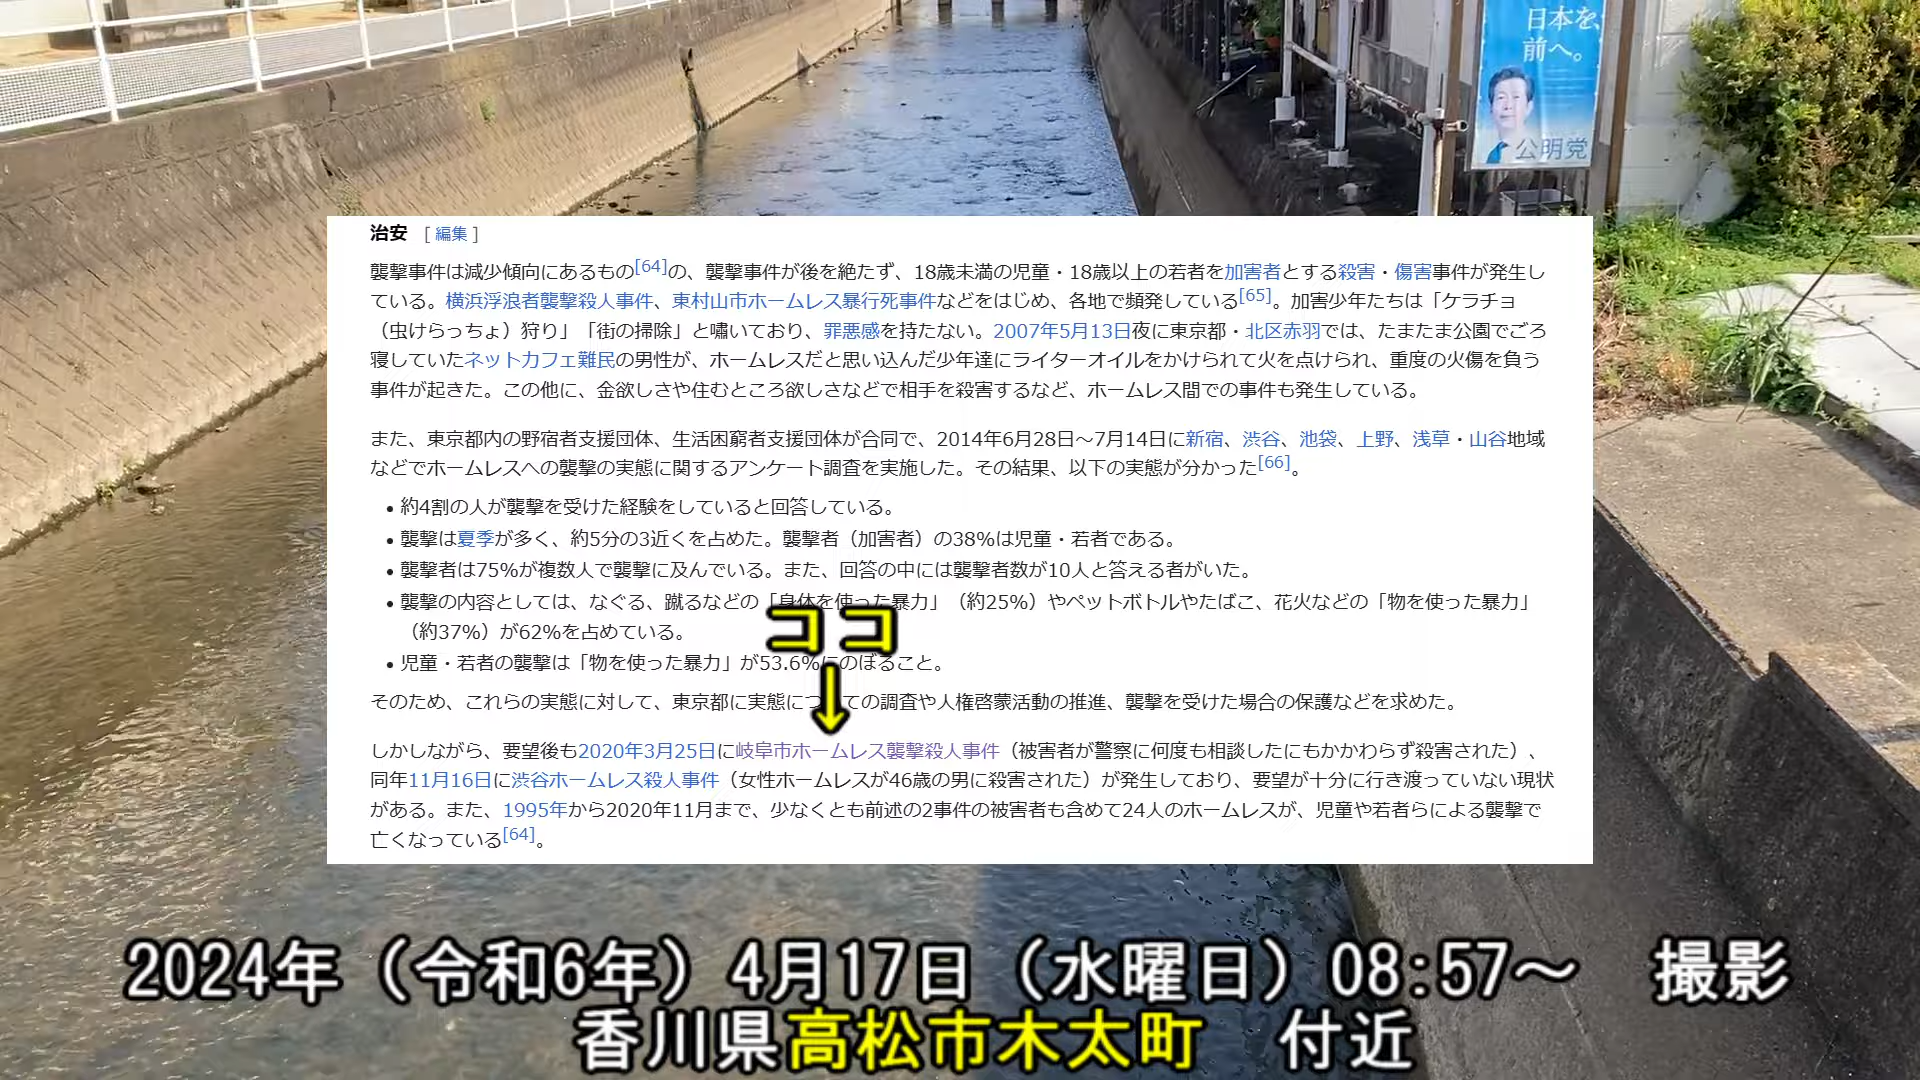 日本を、
前へ。
公明党
治安 [ 編集 ]
襲撃事件は減少傾向にあるもの[64]の、襲撃事件が後を絶たず、18歳未満の児童・18歳以上の若者を加害者とする殺害・傷害事件が発生し
ている。横浜浮浪者襲撃殺人事件、東村山市ホームレス暴行死事件などをはじめ、各地で頻発している[65]。加害少年たちは「ケラチョ
（虫けらっちょ）狩り」「街の掃除」と嘯いており、罪悪感を持たない。2007年5月13日夜に東京都・北区赤羽では、たまたま公園でごろ
寝していたネットカフェ難民の男性が、ホームレスだと思い込んだ少年達にライターオイルをかけられて火を点けられ、重度の火傷を負う
事件が起きた。この他に、金欲しさや住むところ欲しさなどで相手を殺害するなど、ホームレス間での事件も発生している。
また、東京都内の野宿者支援団体、生活困窮者支援団体が合同で、2014年6月28日〜7月14日に新宿、渋谷、池袋、上野、浅草・山谷地域
などでホームレスへの襲撃の実態に関するアンケート調査を実施した。その結果、以下の実態が分かった[66]。
• 約4割の人が襲撃を受けた経験をしていると回答している。
• 襲撃は夏季が多く、約5分の3近くを占めた。襲撃者（加害者）の38%は児童・若者である。
• 襲撃者は75%が複数人で襲撃に及んでいる。また、回答の中には襲撃者数が10人と答える者がいた。
• 襲撃の内容としては、なぐる、蹴るなどの「身体を使った暴力」（約25%）やペットボトルやたばこ、花火などの「物を使った暴力」
（約37%）が62%を占めている。
ココ
• 児童・若者の襲撃は「物を使った暴力」が53.6%にのぼること。
↓
そのため、これらの実態に対して、東京都に実態についての調査や人権啓蒙活動の推進、襲撃を受けた場合の保護などを求めた。
しかしながら、要望後も2020年3月25日に岐阜市ホームレス襲撃殺人事件（被害者が警察に何度も相談したにもかかわらず殺害された）、
同年11月16日に渋谷ホームレス殺人事件（女性ホームレスが46歳の男に殺害された）が発生しており、要望が十分に行き渡っていない現状
がある。また、1995年から2020年11月まで、少なくとも前述の2事件の被害者も含めて24人のホームレスが、児童や若者らによる襲撃で
亡くなっている[64]。
2024年（令和6年）4月17日（水曜日）08:57〜　撮影
香川県高松市木太町　付近